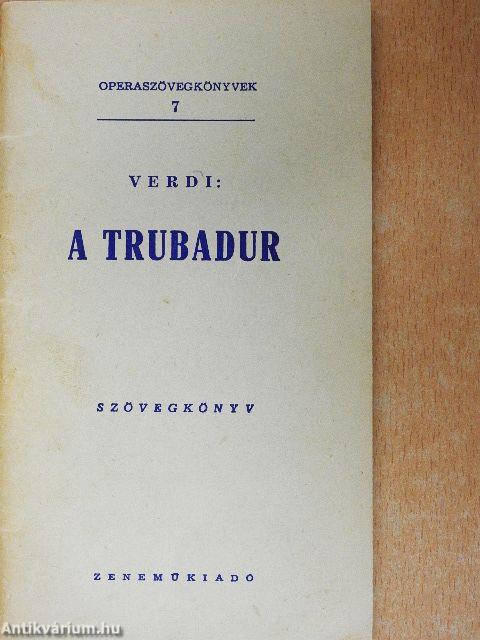 OPERASZÖVEGKÖNYVEK
7
VERDI:
A TRUBADUR
SZÖVEGKÖNYV
ZENEMŰKIADÓ
Antikvárium.hu